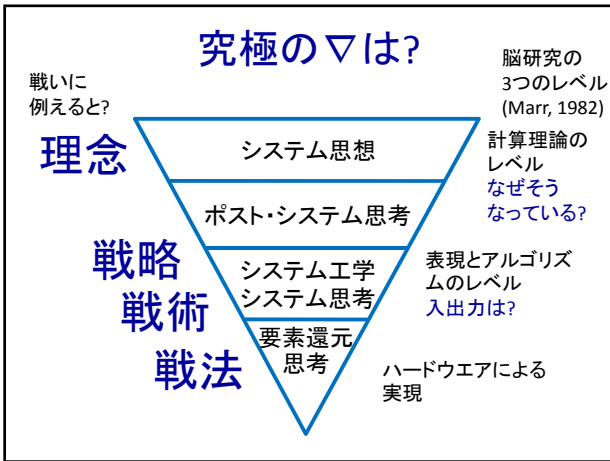 究極の▽は?
戦いに
例えると?
脳研究の
3つのレベル
(Marr, 1982)
理念
システム思想
計算理論の
レベル
なぜそう
なっている?
ポスト・システム思考
戦略
戦術
システム工学
システム思考
表現とアルゴリズ
ムのレベル
入出力は?
戦法
要素還元
思考
ハードウエアによる
実現